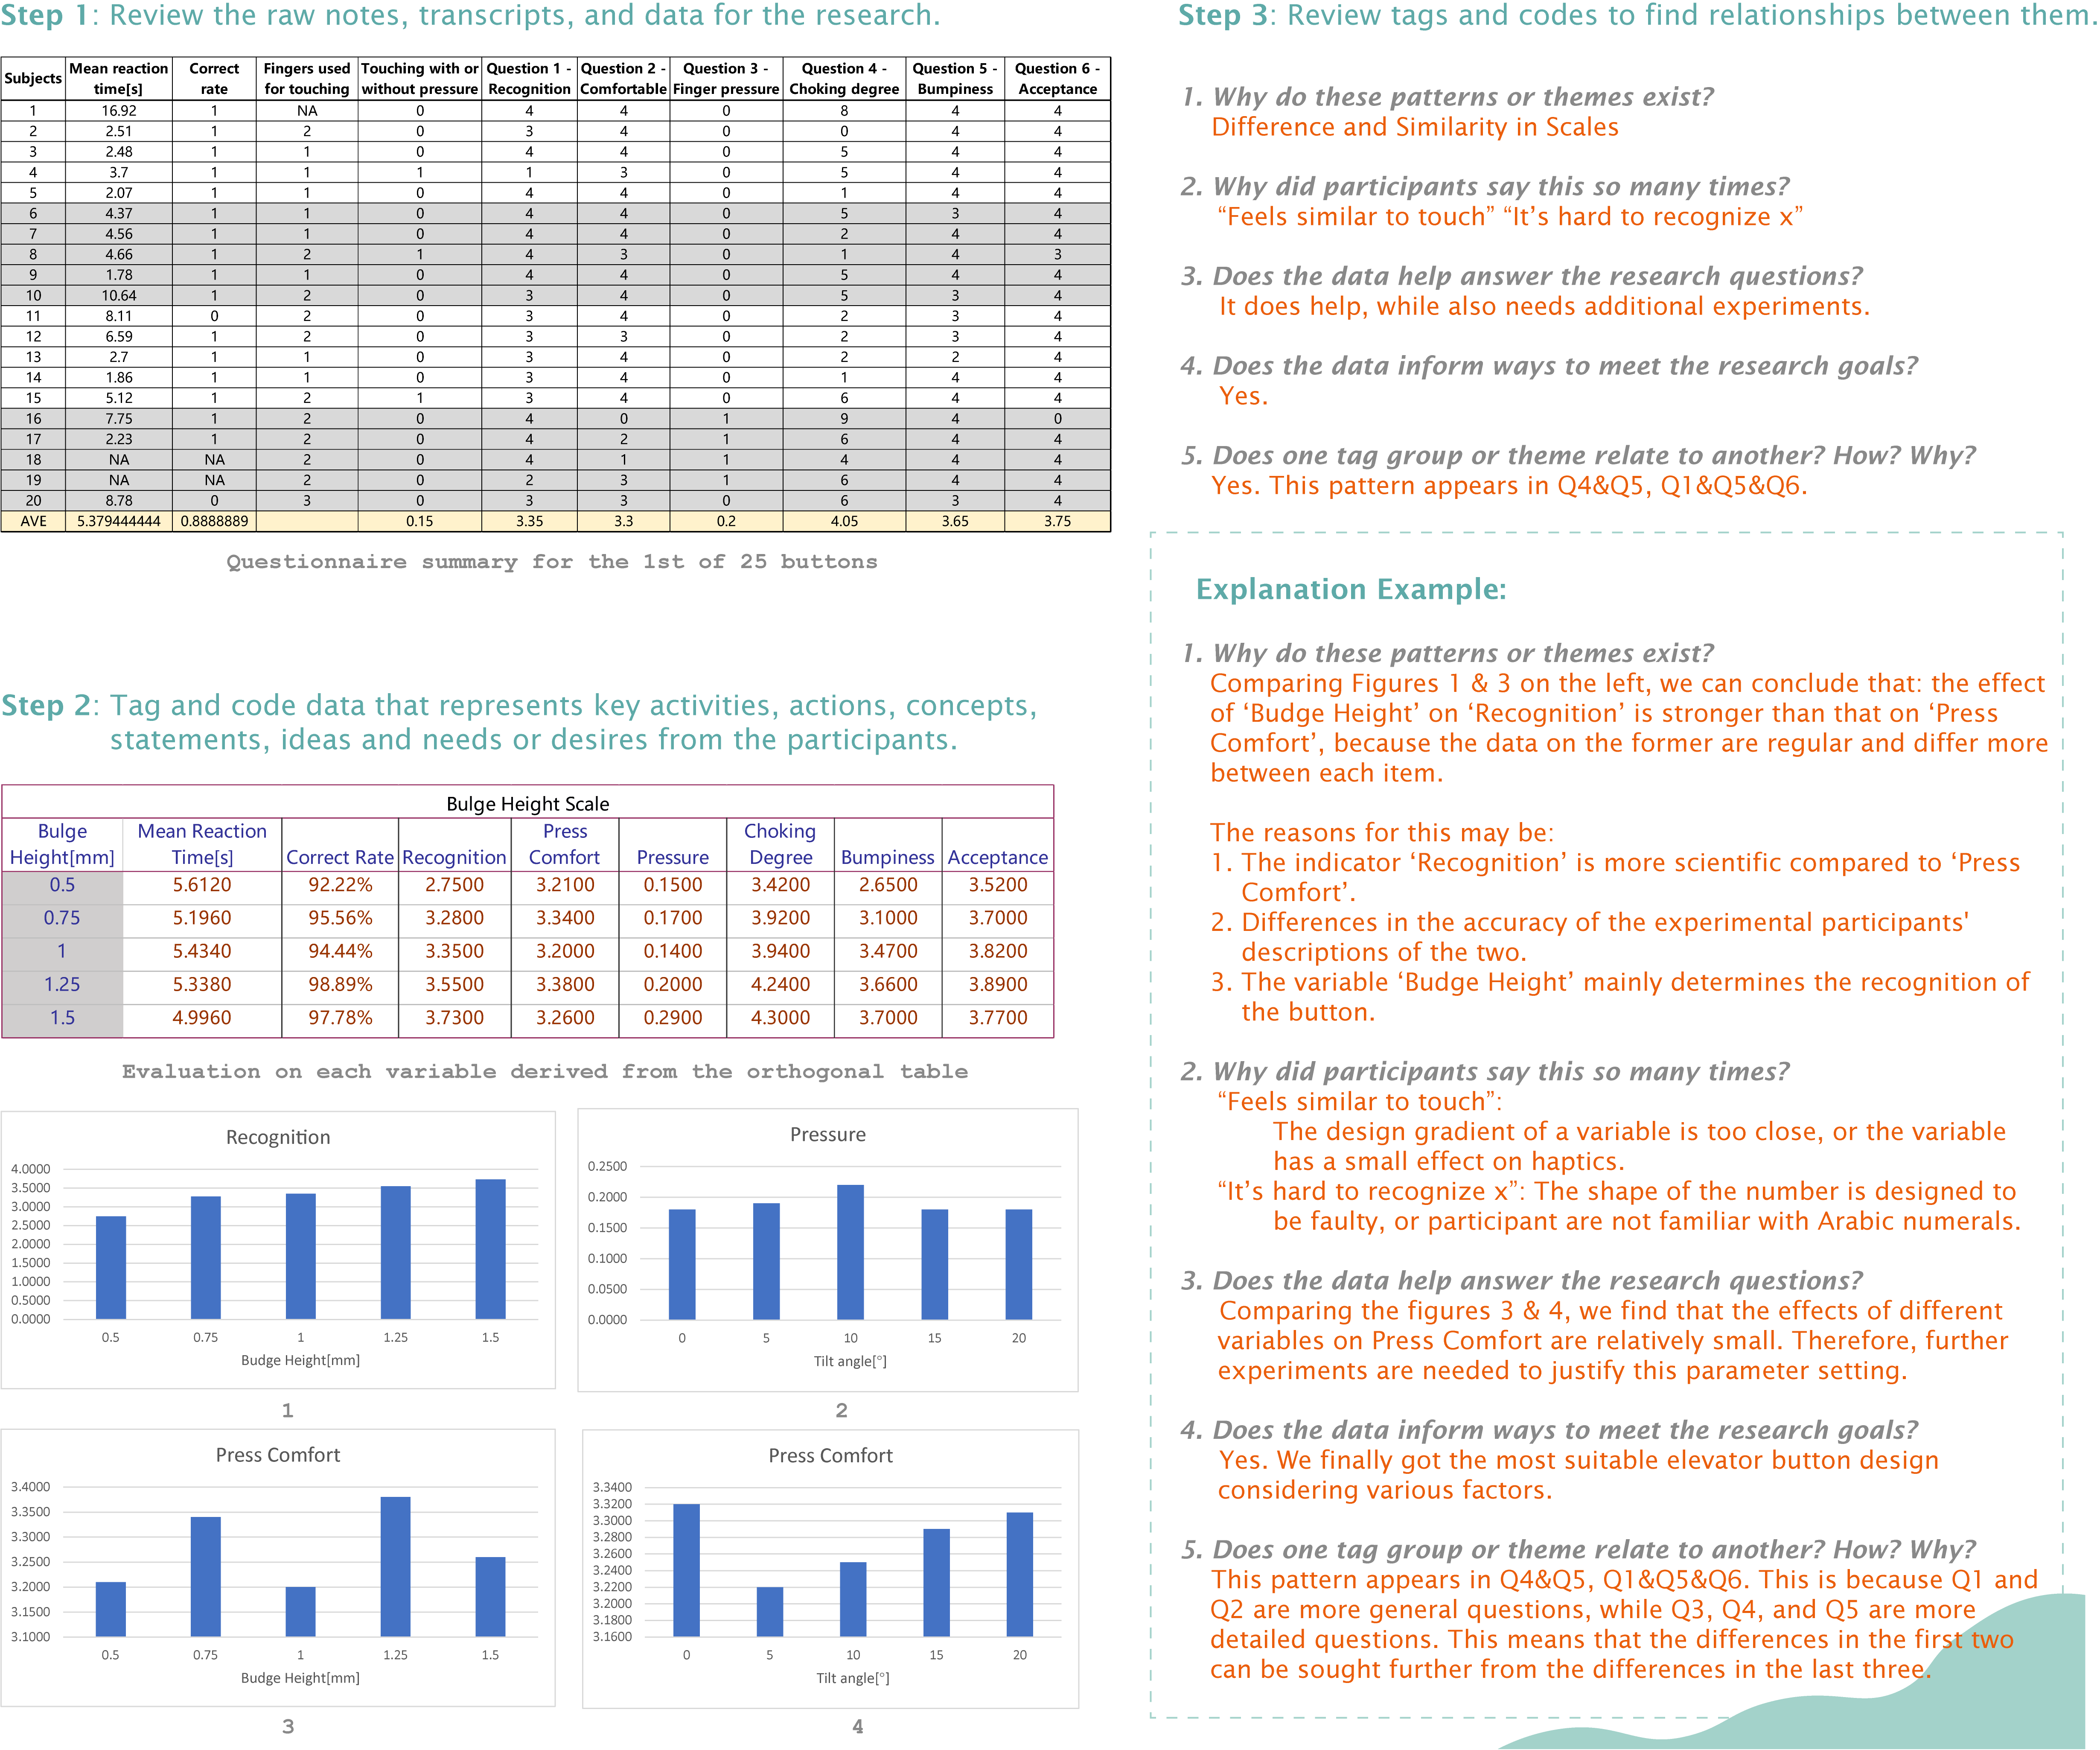 Step 1: Review the raw notes, transcripts, and data for the research.
Subjects Mean reaction time[s] Correct rate Fingers used for touching Touching with or without pressure Question 1 - Recognition Question 2 - Comfortable Question 3 - Finger pressure Question 4 - Choking degree Question 5 - Bumpiness Question 6 - Acceptance
1 16.92 1 NA 0 4 4 0 8 4 4
2 2.51 1 2 0 3 4 0 0 4 4
3 2.48 1 1 0 4 4 0 5 4 4
4 3.7 1 1 1 1 3 0 5 4 4
5 2.07 1 1 0 4 4 0 1 4 4
6 4.37 1 1 0 4 4 0 5 3 4
7 4.56 1 1 0 4 4 0 2 4 4
8 4.66 1 2 1 4 3 0 1 4 3
9 1.78 1 1 0 4 4 0 5 4 4
10 10.64 1 2 0 3 4 0 5 3 4
11 8.11 0 2 0 3 4 0 2 3 4
12 6.59 1 2 0 3 3 0 2 3 4
13 2.7 1 1 0 3 4 0 2 2 4
14 1.86 1 1 0 3 4 0 1 4 4
15 5.12 1 2 1 3 4 0 6 4 4
16 7.75 1 2 0 4 0 1 9 4 0
17 2.23 1 2 0 4 2 1 6 4 4
18 NA NA 2 0 4 1 1 4 4 4
19 NA NA 2 0 2 3 1 6 4 4
20 8.78 0 3 0 3 3 0 6 3 4
AVE 5.379444444 0.8888889 0.15 3.35 3.3 0.2 4.05 3.65 3.75
Questionnaire summary for the 1st of 25 buttons
Step 2: Tag and code data that represents key activities, actions, concepts,
statements, ideas and needs or desires from the participants.
Bulge Height Scale
Bulge Height[mm] Mean Reaction Time[s] Correct Rate Recognition Press Comfort Pressure Choking Degree Bumpiness Acceptance
0.5 5.6120 92.22% 2.7500 3.2100 0.1500 3.4200 2.6500 3.5200
0.75 5.1960 95.56% 3.2800 3.3400 0.1700 3.9200 3.1000 3.7000
1 5.4340 94.44% 3.3500 3.2000 0.1400 3.9400 3.4700 3.8200
1.25 5.3380 98.89% 3.5500 3.3800 0.2000 4.2400 3.6600 3.8900
1.5 4.9960 97.78% 3.7300 3.2600 0.2900 4.3000 3.7000 3.7700
Evaluation on each variable derived from the orthogonal table
Recognition
4.0000
3.5000
3.0000
2.5000
2.0000
1.5000
1.0000
0.5000
0.0000
0.5 0.75 1 1.25 1.5
Budge Height[mm]
1
Pressure
0.2500
0.2000
0.1500
0.1000
0.0500
0.0000
0 5 10 15 20
Tilt angle[°]
2
Press Comfort
3.4000
3.3500
3.3000
3.2500
3.2000
3.1500
3.1000
0.5 0.75 1 1.25 1.5
Budge Height[mm]
3
Press Comfort
3.3400
3.3200
3.3000
3.2800
3.2600
3.2400
3.2200
3.2000
3.1800
3.1600
0 5 10 15 20
Tilt angle[°]
4
Step 3: Review tags and codes to find relationships between them.
1. Why do these patterns or themes exist?
Difference and Similarity in Scales
2. Why did participants say this so many times?
“Feels similar to touch” “It’s hard to recognize x”
3. Does the data help answer the research questions?
It does help, while also needs additional experiments.
4. Does the data inform ways to meet the research goals?
Yes.
5. Does one tag group or theme relate to another? How? Why?
Yes. This pattern appears in Q4&Q5, Q1&Q5&Q6.
Explanation Example:
1. Why do these patterns or themes exist?
Comparing Figures 1 & 3 on the left, we can conclude that: the effect
of ‘Budge Height’ on ‘Recognition’ is stronger than that on ‘Press
Comfort’, because the data on the former are regular and differ more
between each item.
The reasons for this may be:
1. The indicator ‘Recognition’ is more scientific compared to ‘Press
Comfort’.
2. Differences in the accuracy of the experimental participants'
descriptions of the two.
3. The variable ‘Budge Height’ mainly determines the recognition of
the button.
2. Why did participants say this so many times?
“Feels similar to touch”:
The design gradient of a variable is too close, or the variable
has a small effect on haptics.
“It’s hard to recognize x”: The shape of the number is designed to
be faulty, or participant are not familiar with Arabic numerals.
3. Does the data help answer the research questions?
Comparing the figures 3 & 4, we find that the effects of different
variables on Press Comfort are relatively small. Therefore, further
experiments are needed to justify this parameter setting.
4. Does the data inform ways to meet the research goals?
Yes. We finally got the most suitable elevator button design
considering various factors.
5. Does one tag group or theme relate to another? How? Why?
This pattern appears in Q4&Q5, Q1&Q5&Q6. This is because Q1 and
Q2 are more general questions, while Q3, Q4, and Q5 are more
detailed questions. This means that the differences in the first two
can be sought further from the differences in the last three.